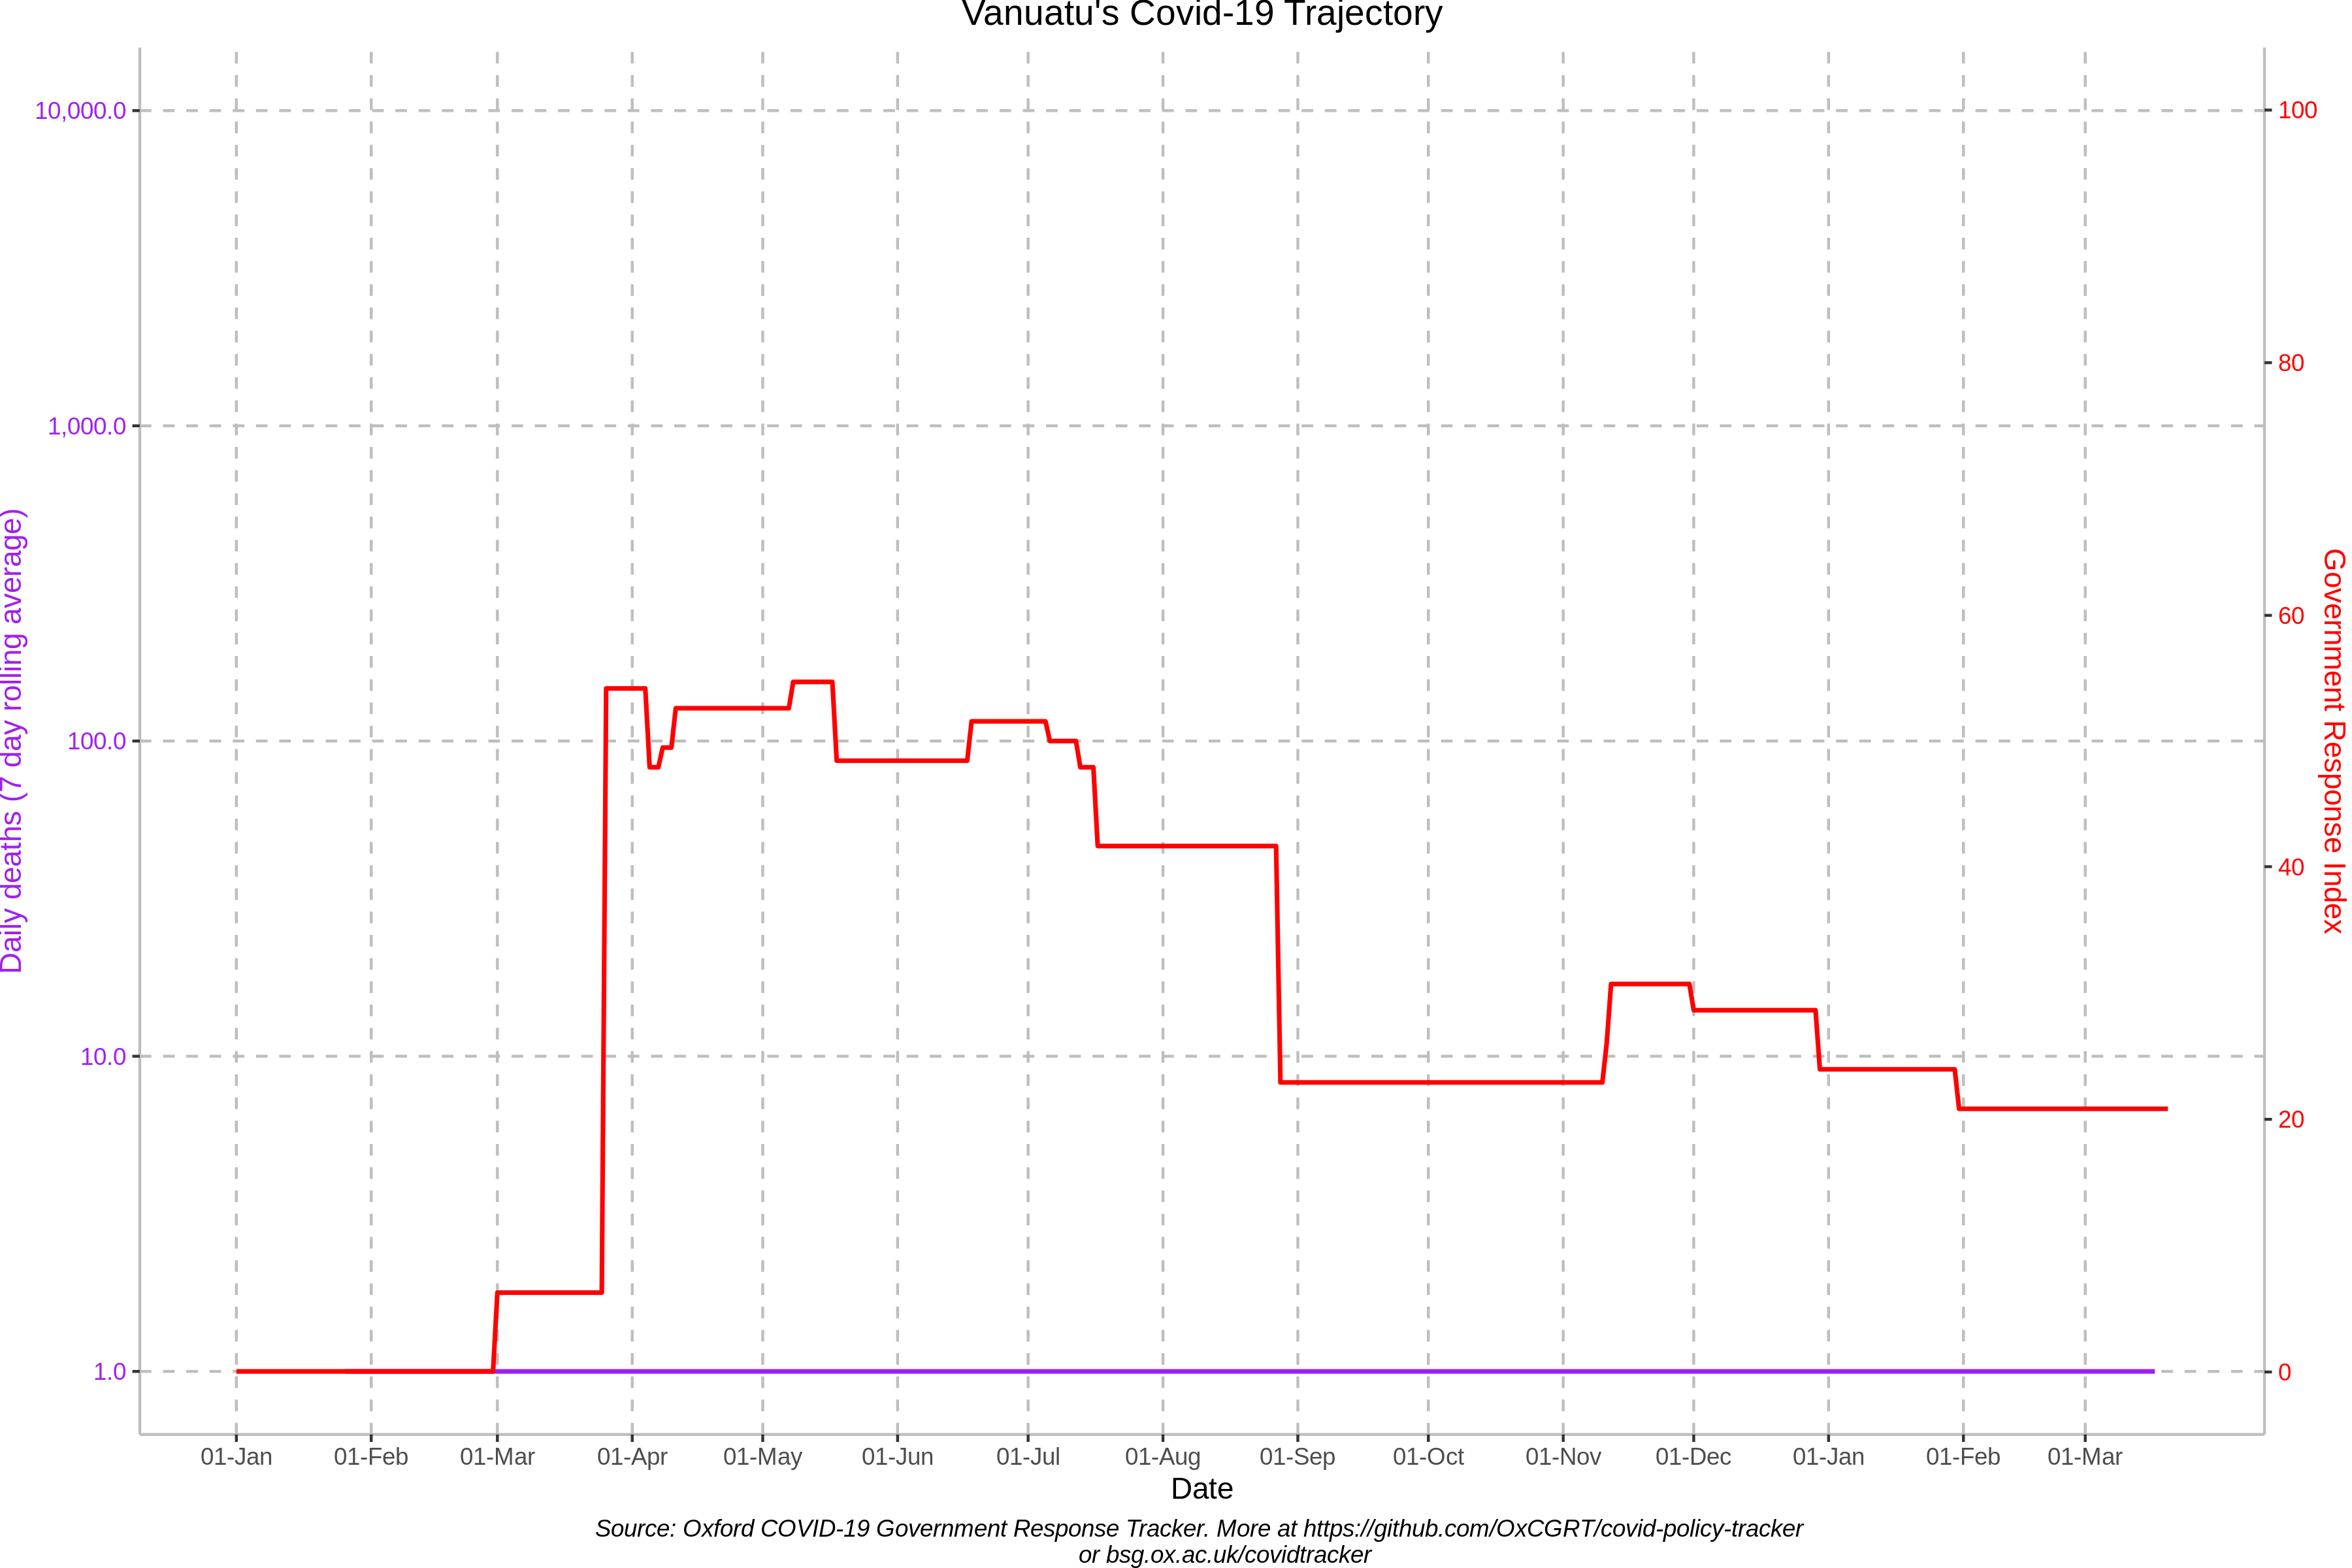 Vanuatu's Covid-19 Trajectory
Daily deaths (7 day rolling average)
10,000.0
1,000.0
100.0
10.0
1.0
100
80
60
40
20
0
Government Response Index
01-Jan 01-Feb 01-Mar 01-Apr 01-May 01-Jun 01-Jul 01-Aug 01-Sep 01-Oct 01-Nov 01-Dec 01-Jan 01-Feb 01-Mar
Date
Source: Oxford COVID-19 Government Response Tracker. More at https://github.com/OxCGRT/covid-policy-tracker
or bsg.ox.ac.uk/covidtracker